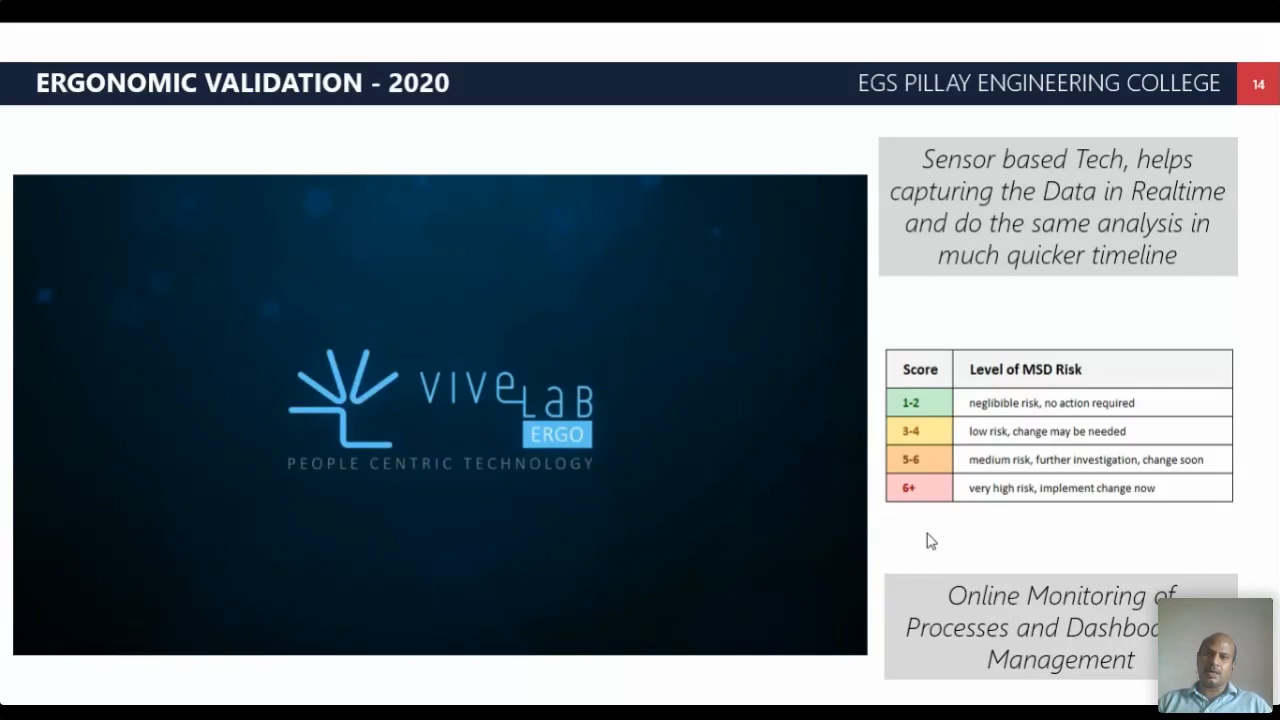 ERGONOMIC VALIDATION - 2020
EGS PILLAY ENGINEERING COLLEGE
14
Sensor based Tech, helps
capturing the Data in Realtime
and do the same analysis in
much quicker timeline
vivelab
ERGO
PEOPLE CENTRIC TECHNOLOGY
Score Level of MSD Risk
1-2 neglibible risk, no action required
3-4 low risk, change may be needed
5-6 medium risk, further investigation, change soon
6+ very high risk, implement change now
Online Monitoring of
Processes and
Management